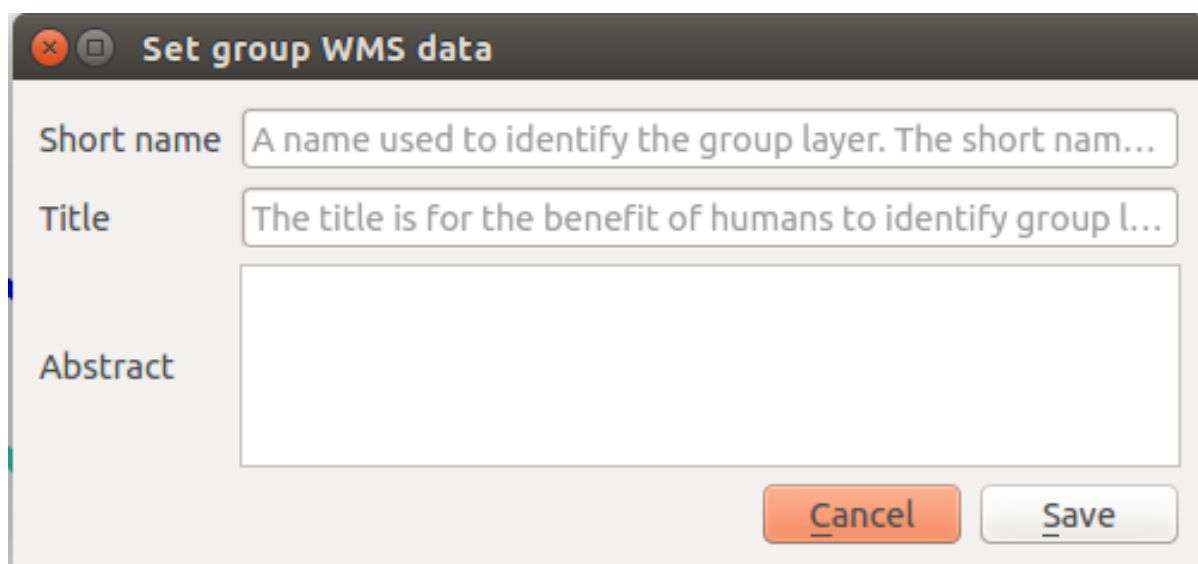 Set group WMS data
Short name A name used to identify the group layer. The short nam...
Title The title is for the benefit of humans to identify group l...
Abstract
Cancel Save